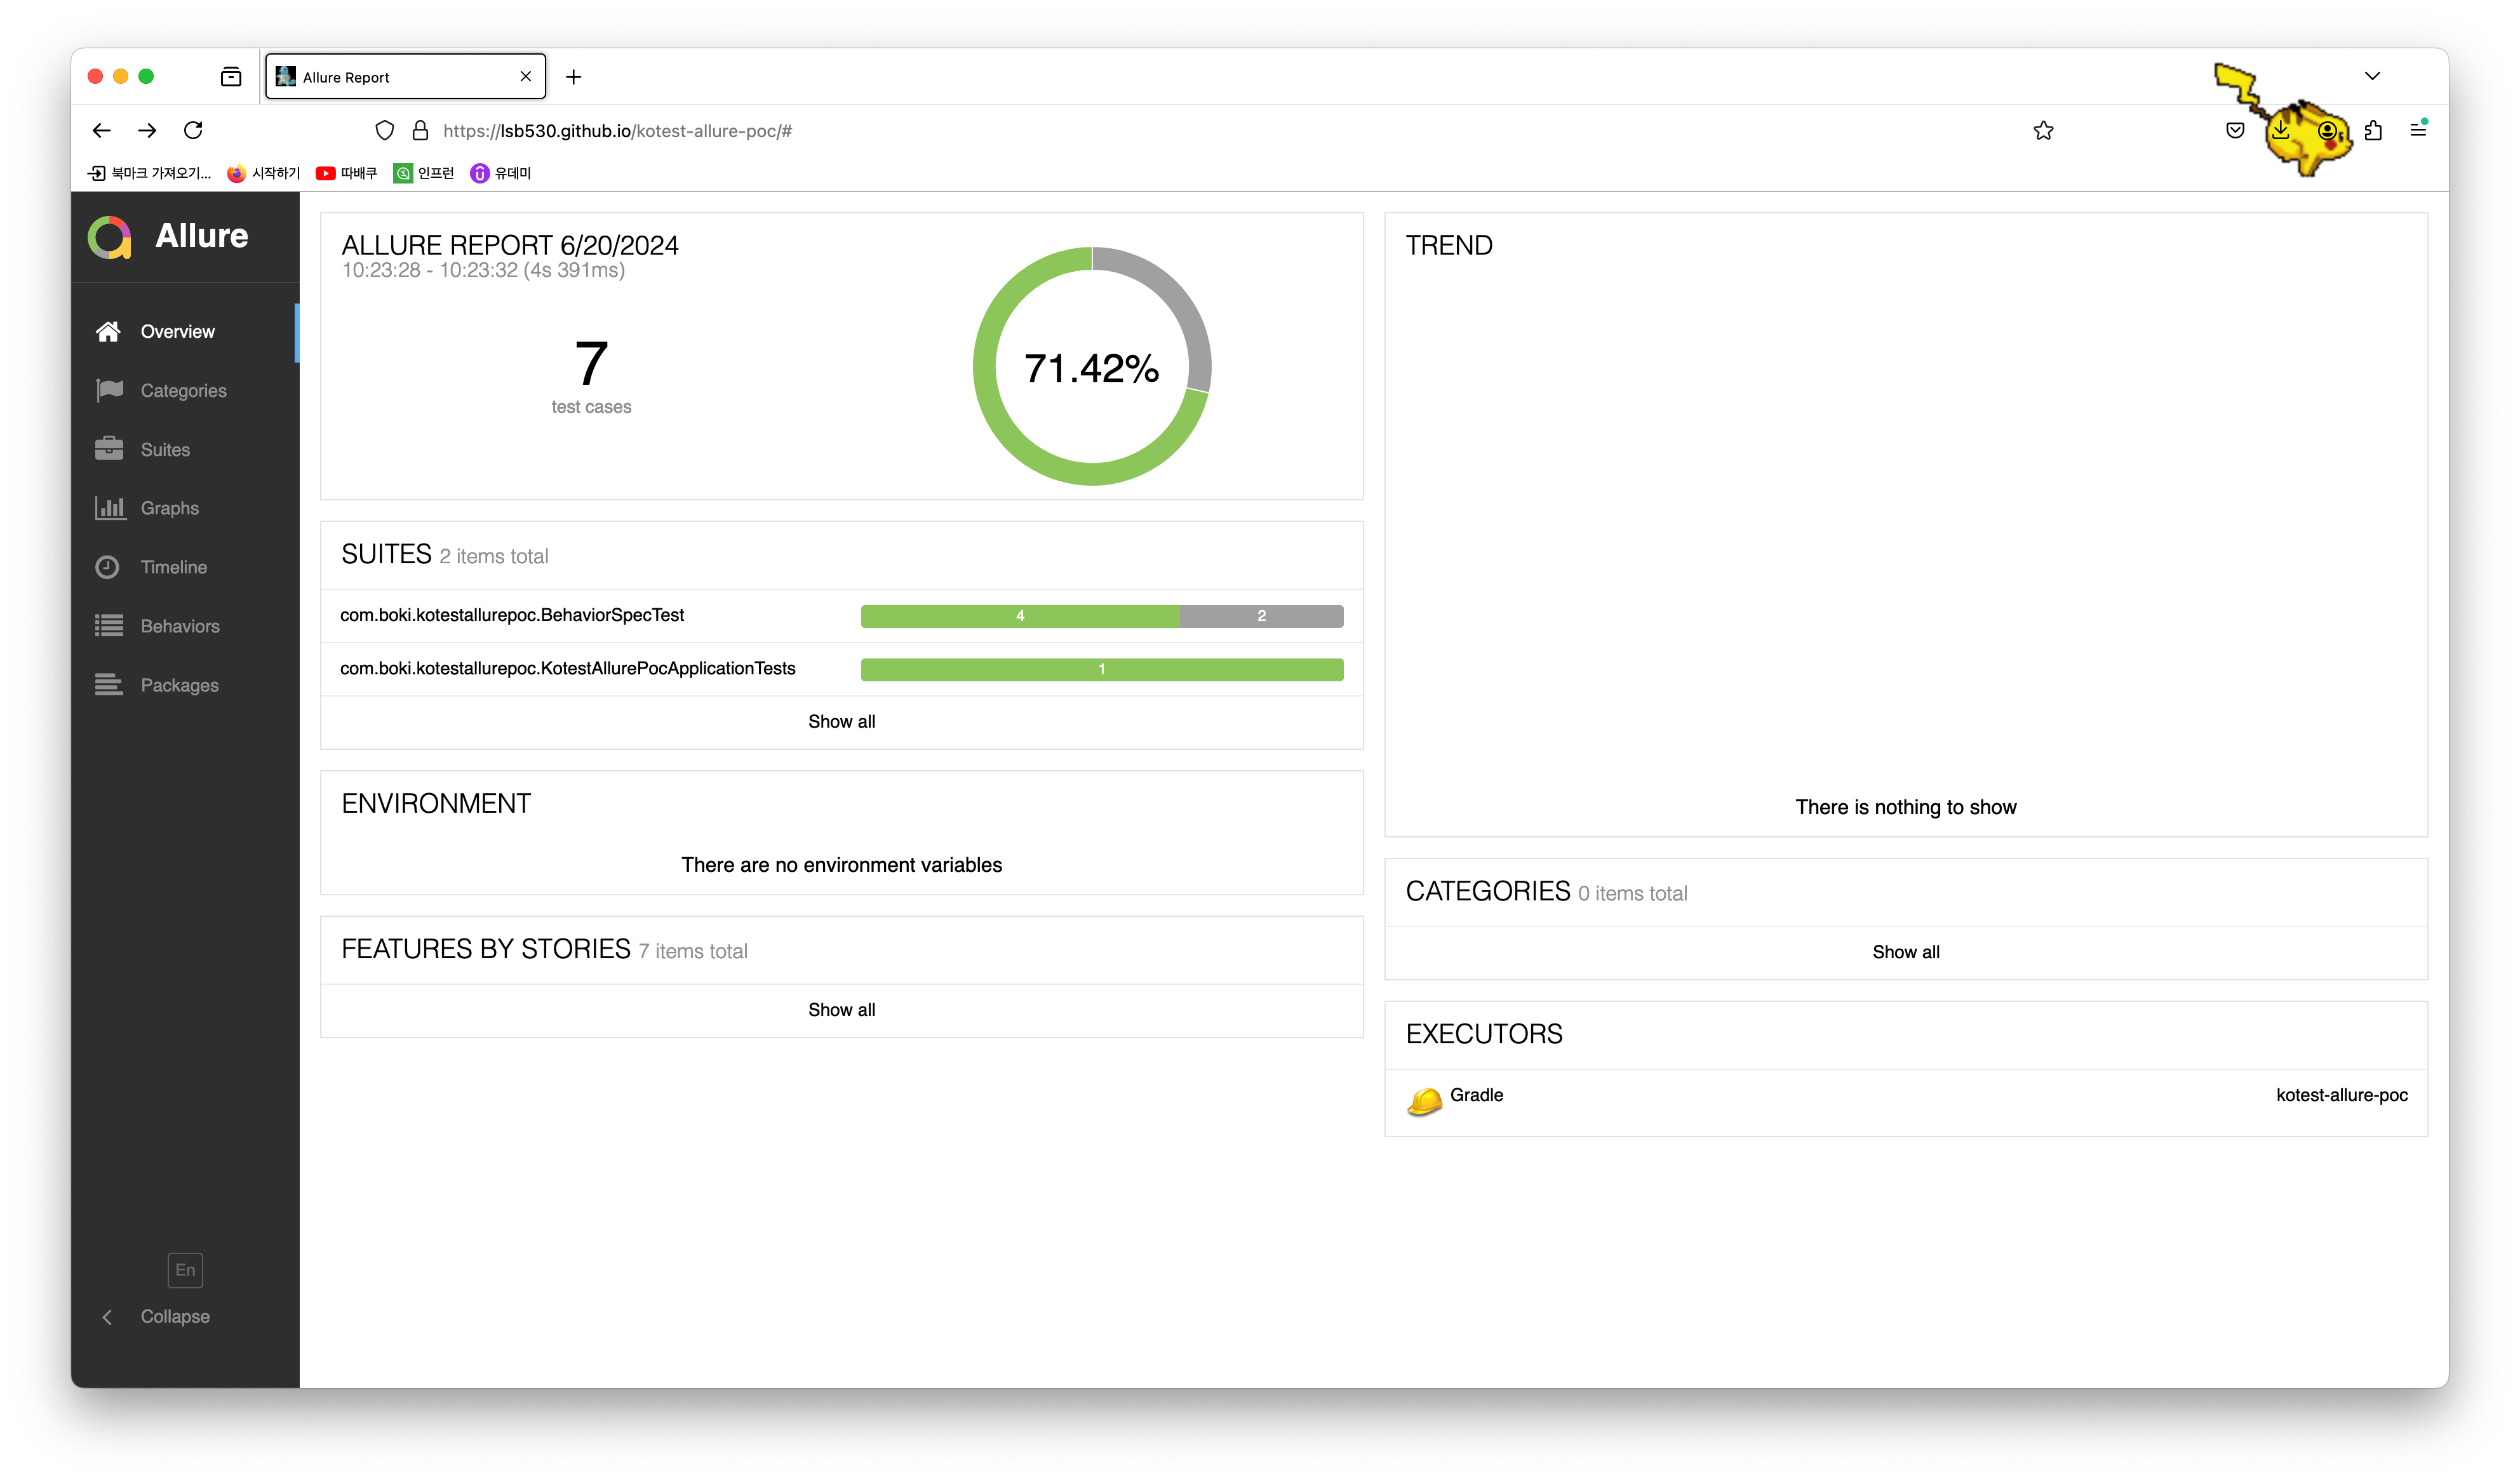 Allure Report
https://lsb530.github.io/kotest-allure-poc/#
북마크 가져오기...
시작하기
따배쿠
인프런
유데미
Allure
Overview
Categories
Suites
Graphs
Timeline
Behaviors
Packages
En
Collapse
ALLURE REPORT 6/20/2024
10:23:28 - 10:23:32 (4s 391ms)
7
test cases
71.42%
SUITES 2 items total
com.boki.kotestallurepoc.BehaviorSpecTest
4
2
com.boki.kotestallurepoc.KotestAllurePocApplicationTests
1
Show all
ENVIRONMENT
There are no environment variables
FEATURES BY STORIES 7 items total
Show all
TREND
There is nothing to show
CATEGORIES 0 items total
Show all
EXECUTORS
Gradle
kotest-allure-poc